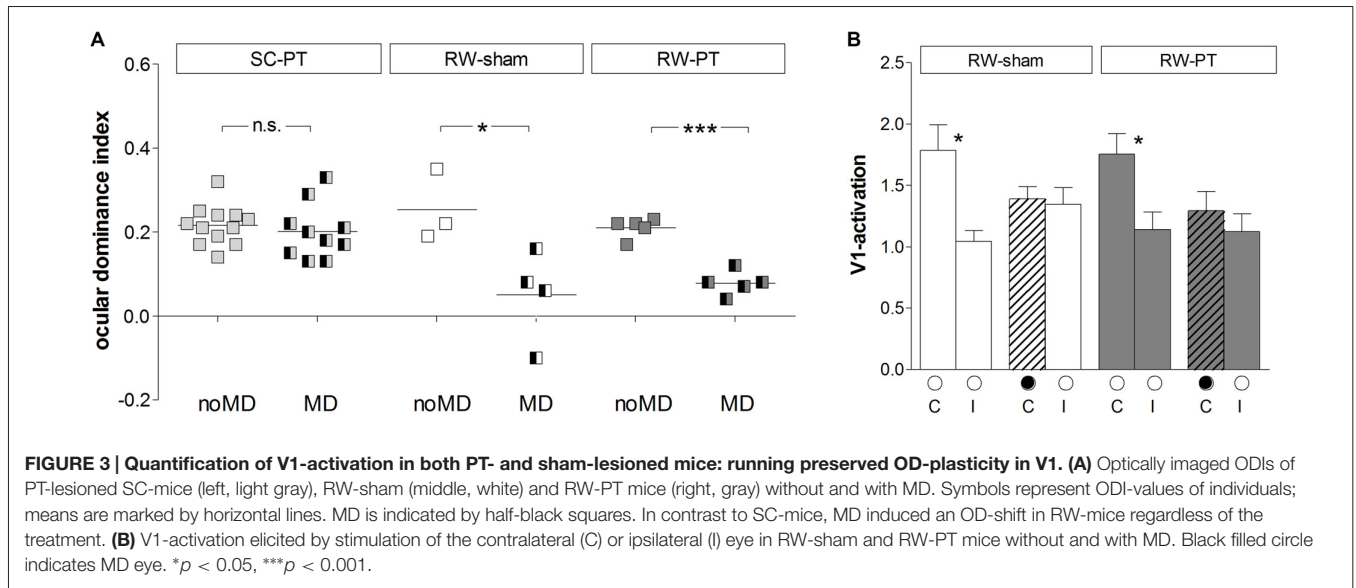 A
SC-PT
RW-sham
RW-PT
0.6
0.4
0.2
0.0
-0.2
ocular dominance index
n.s.
*
***
noMD
MD
noMD
MD
noMD
MD
B
RW-sham
RW-PT
2.5
2.0
1.5
1.0
0.5
0.0
V1-activation
*
*
C
I
C
I
C
I
C
I
FIGURE 3 | Quantification of V1-activation in both PT- and sham-lesioned mice: running preserved OD-plasticity in V1. (A) Optically imaged ODIs of
PT-lesioned SC-mice (left, light gray), RW-sham (middle, white) and RW-PT mice (right, gray) without and with MD. Symbols represent ODI-values of individuals;
means are marked by horizontal lines. MD is indicated by half-black squares. In contrast to SC-mice, MD induced an OD-shift in RW-mice regardless of the
treatment. (B) V1-activation elicited by stimulation of the contralateral (C) or ipsilateral (I) eye in RW-sham and RW-PT mice without and with MD. Black filled circle
indicates MD eye. *p < 0.05, ***p < 0.001.